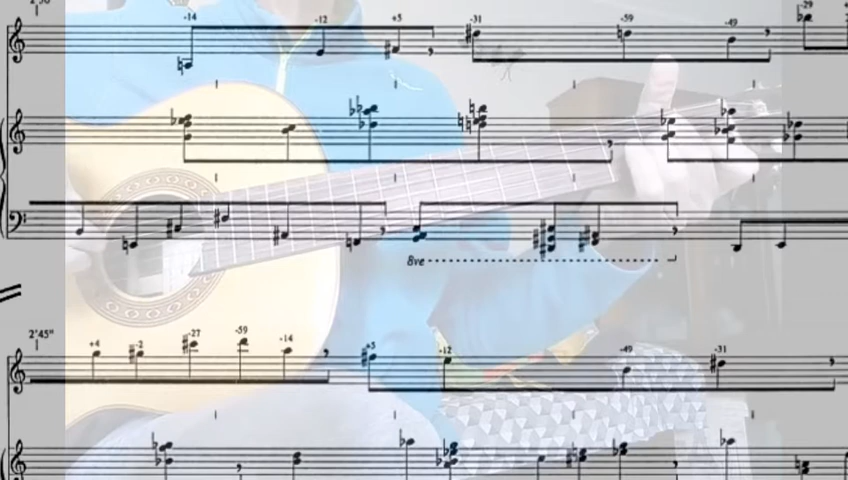 -14 -12 +5 -31 -59 -49 -29
8ve
2'45"
+4 -2 -27 -59 -14 +5 -12 -49 -31